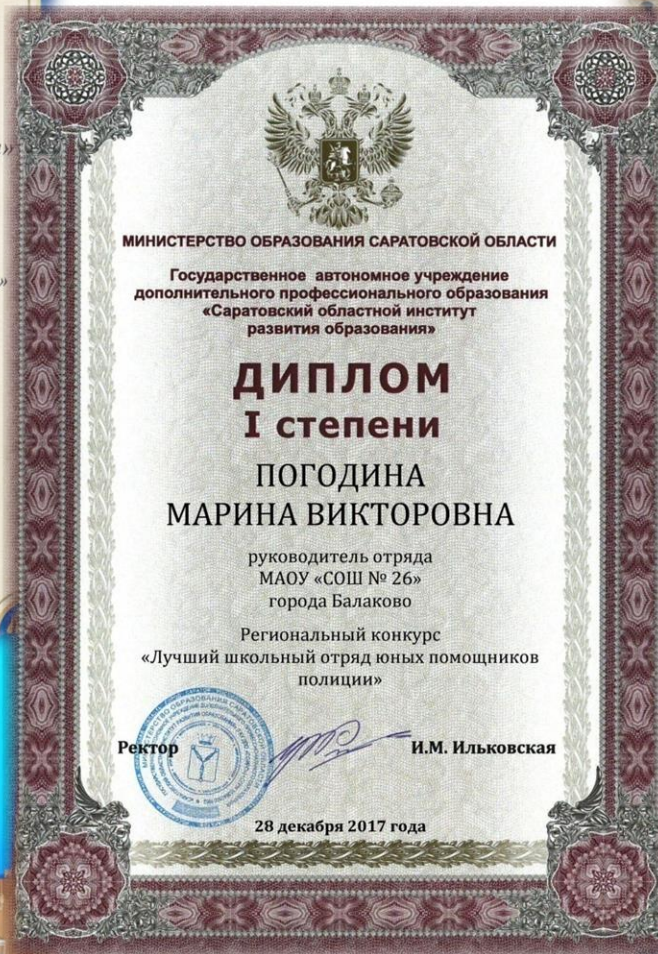 МИНИСТЕРСТВО ОБРАЗОВАНИЯ САРАТОВСКОЙ ОБЛАСТИ
Государственное автономное учреждение
дополнительного профессионального образования
«Саратовский областной институт
развития образования»
ДИПЛОМ
I степени
ПОГОДИНА
МАРИНА ВИКТОРОВНА
руководитель отряда
МАОУ «СОШ № 26»
города Балаково
Региональный конкурс
«Лучший школьный отряд юных помощников
полиции»
Ректор И.М. Ильковская
28 декабря 2017 года